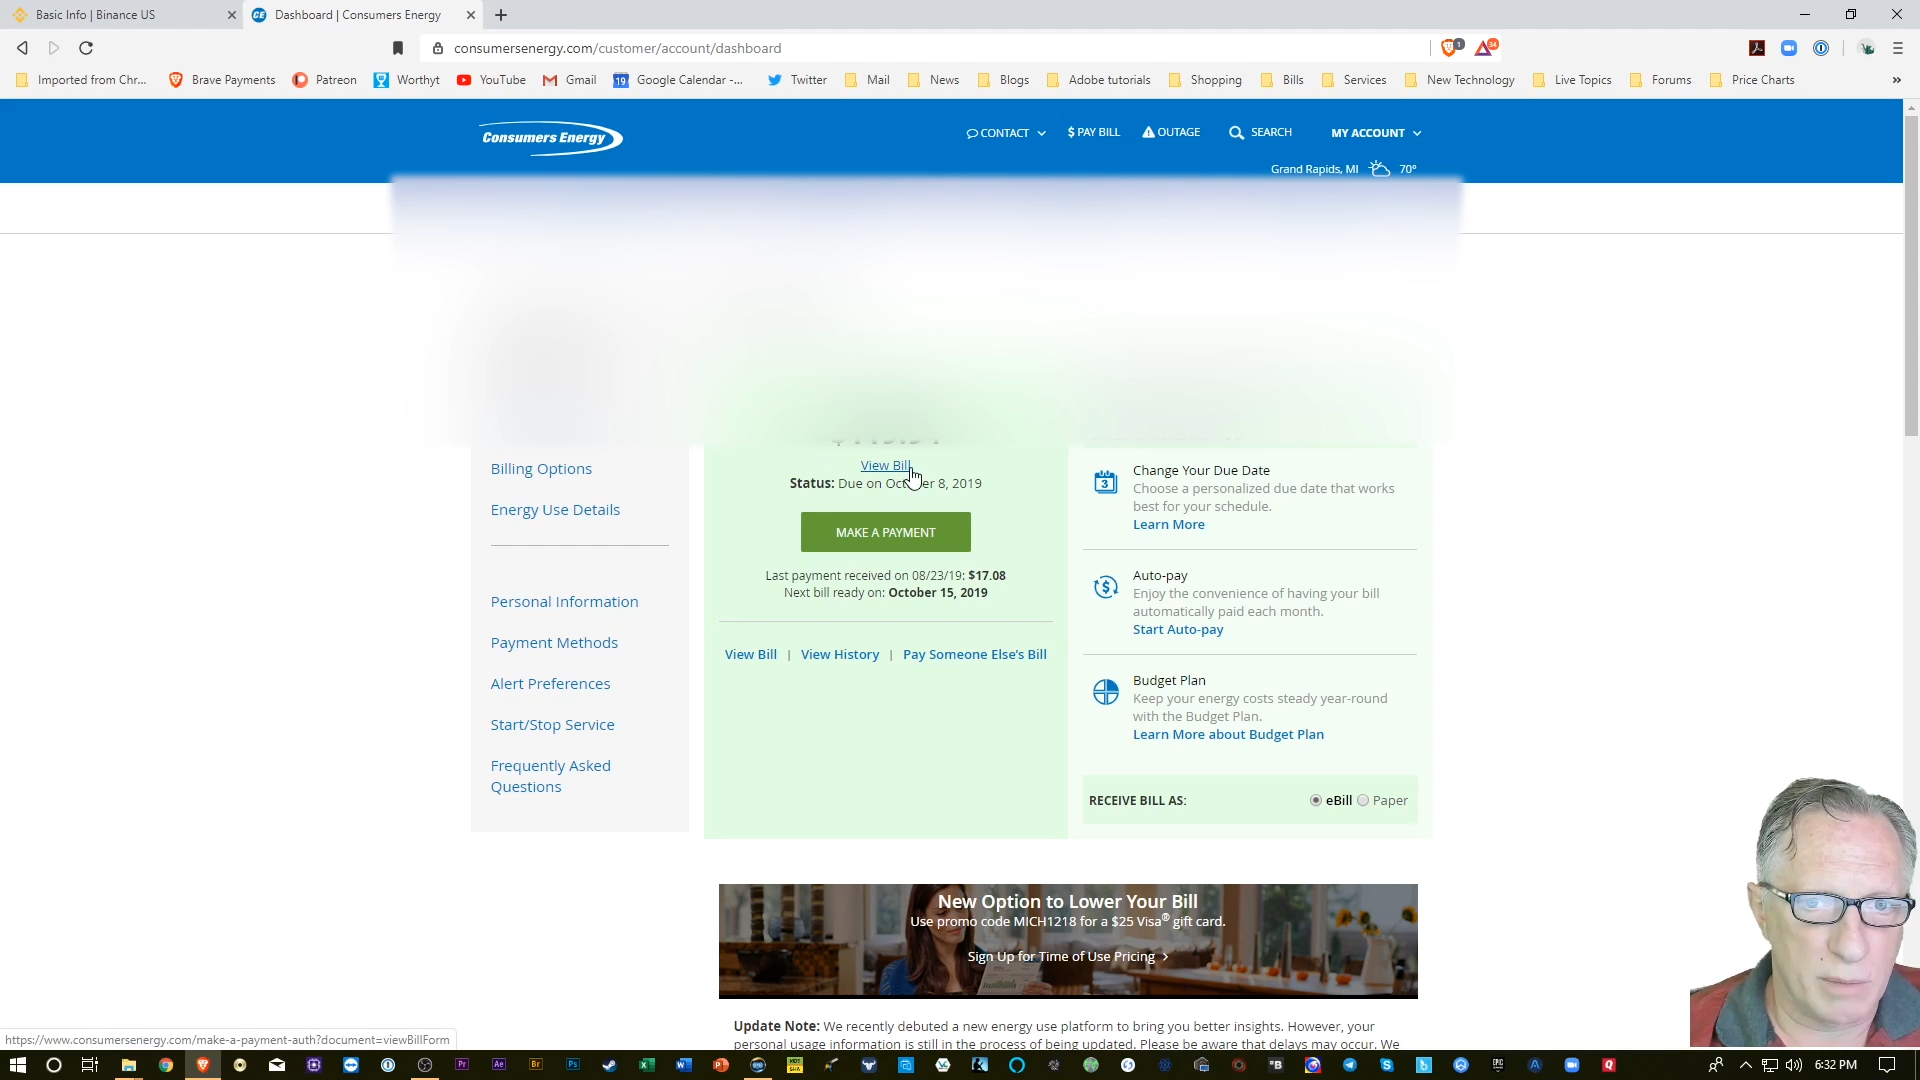 Basic Info | Binance US
Dashboard | Consumers Energy
consumersenergy.com/customer/account/dashboard
1
34
Imported from Chr...
Brave Payments
Patreon
Worthyt
YouTube
Gmail
19
Google Calendar -...
Twitter
Mail
News
Blogs
Adobe tutorials
Shopping
Bills
Services
New Technology
Live Topics
Forums
Price Charts
»
Consumers Energy
CONTACT
$ PAY BILL
OUTAGE
SEARCH
MY ACCOUNT
Grand Rapids, MI 70°
View Bill
Status: Due on October 8, 2019
MAKE A PAYMENT
Last payment received on 08/23/19: $17.08
Next bill ready on: October 15, 2019
View Bill | View History | Pay Someone Else's Bill
Billing Options
Energy Use Details
Personal Information
Payment Methods
Alert Preferences
Start/Stop Service
Frequently Asked
Questions
3
Change Your Due Date
Choose a personalized due date that works
best for your schedule.
Learn More
Auto-pay
Enjoy the convenience of having your bill
automatically paid each month.
Start Auto-pay
Budget Plan
Keep your energy costs steady year-round
with the Budget Plan.
Learn More about Budget Plan
RECEIVE BILL AS:
eBill
Paper
New Option to Lower Your Bill
Use promo code MICH1218 for a $25 Visa® gift card.
Sign Up for Time of Use Pricing >
Update Note: We recently debuted a new energy use platform to bring you better insights. However, your
personal usage information is still in the process of being updated. Please be aware that delays may occur. We
https://www.consumersenergy.com/make-a-payment-auth?document=viewBillForm
6:32 PM